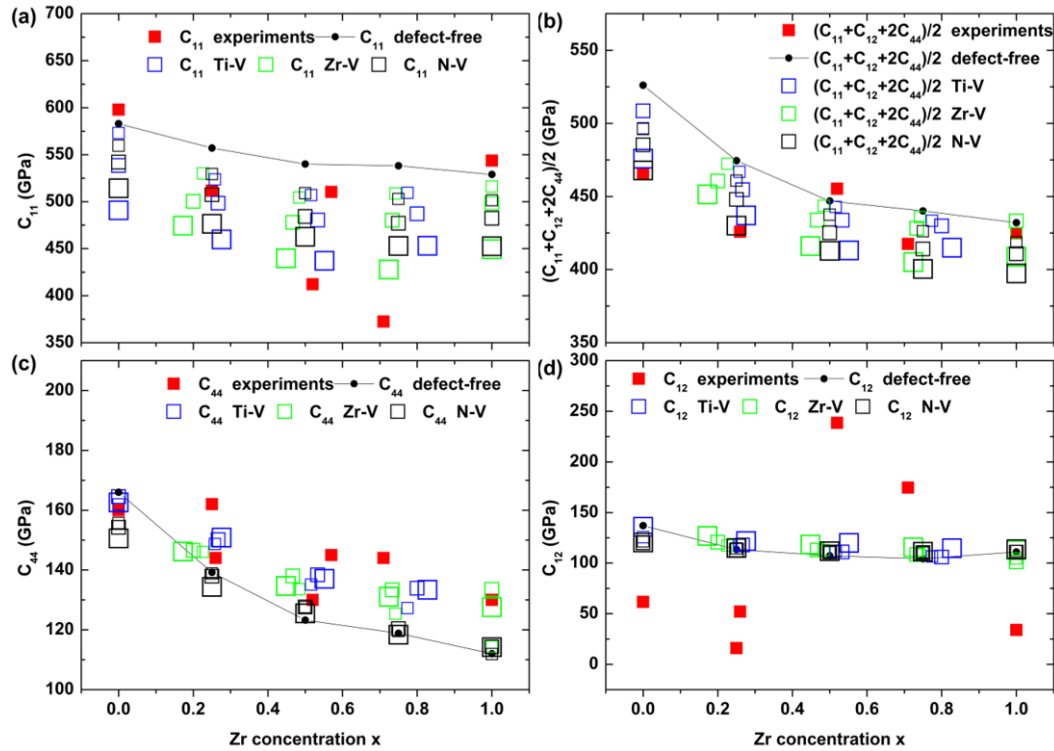 (a)
C11 experiments C11 defect-free
C11 Ti-V C11 Zr-V C11 N-V
700
650
600
550
500
450
400
350
C11 (GPa)
(b)
(C11+C12+2C44)/2 experiments
(C11+C12+2C44)/2 defect-free
(C11+C12+2C44)/2 Ti-V
(C11+C12+2C44)/2 Zr-V
(C11+C12+2C44)/2 N-V
550
500
450
400
350
(C11+C12+2C44)/2 (GPa)
(c)
C44 experiments C44 defect-free
C44 Ti-V C44 Zr-V C44 N-V
200
180
160
140
120
100
C44 (GPa)
0.0 0.2 0.4 0.6 0.8 1.0
Zr concentration x
(d)
C12 experiments C12 defect-free
C12 Ti-V C12 Zr-V C12 N-V
300
250
200
150
100
50
0
C12 (GPa)
0.0 0.2 0.4 0.6 0.8 1.0
Zr concentration x